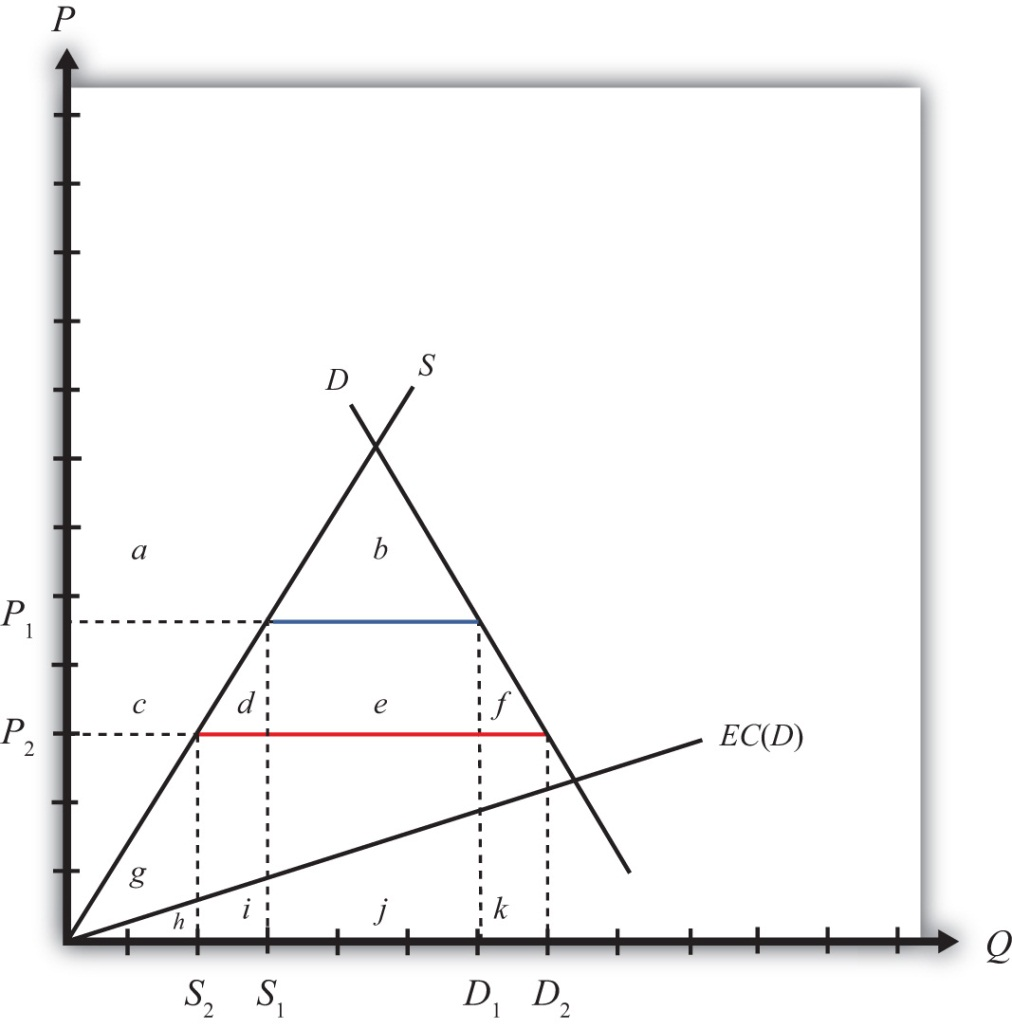 P
D S
a b
P1
c d e f
P2
EC(D)
g
h i j k
Q
S2 S1 D1 D2